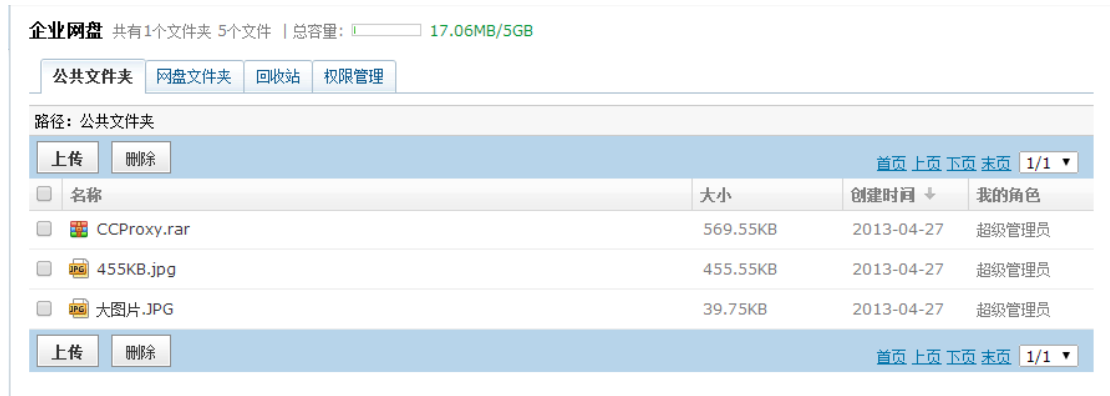 企业网盘 共有1个文件夹 5个文件 | 总容量: 17.06MB/5GB
公共文件夹 网盘文件夹 回收站 权限管理
路径: 公共文件夹
上传 删除 首页 上页 下页 末页 1/1
名称 大小 创建时间 我的角色
CCProxy.rar 569.55KB 2013-04-27 超级管理员
JPG 455KB.jpg 455.55KB 2013-04-27 超级管理员
JPG 大图片.JPG 39.75KB 2013-04-27 超级管理员
上传 删除 首页 上页 下页 末页 1/1